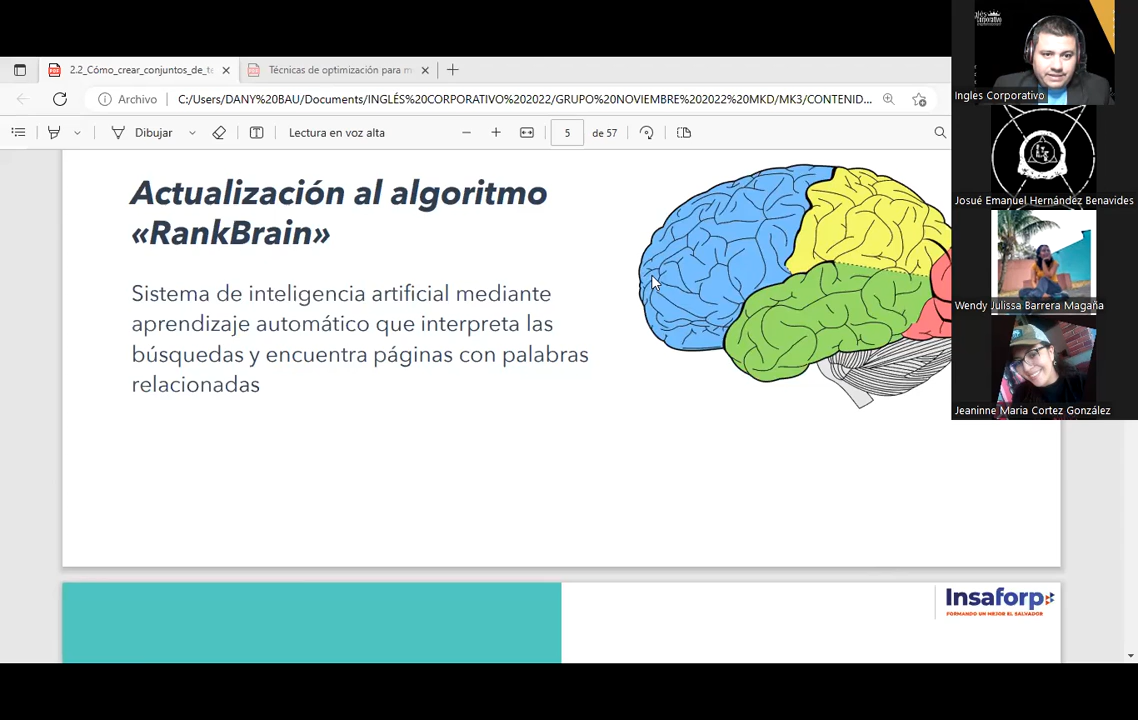 2.2_Cómo_crear_conjuntos_de_te
Técnicas de optimización para m
Archivo
C:/Users/DANY%20BAU/Documents/INGLÉS%20CORPORATIVO%202022/GRUPO%20NOVIEMBRE%202022%20MKD/MK3/CONTENID...
Dibujar
Lectura en voz alta
5
de 57
Actualización al algoritmo
«RankBrain»
Sistema de inteligencia artificial mediante
aprendizaje automático que interpreta las
búsquedas y encuentra páginas con palabras
relacionadas
Insaforp
FORMANDO UN MEJOR EL SALVADOR
Ingles Corporativo
Josué Emanuel Hernández Benavides
Wendy Julissa Barrera Magaña
Jeaninne Maria Cortez González